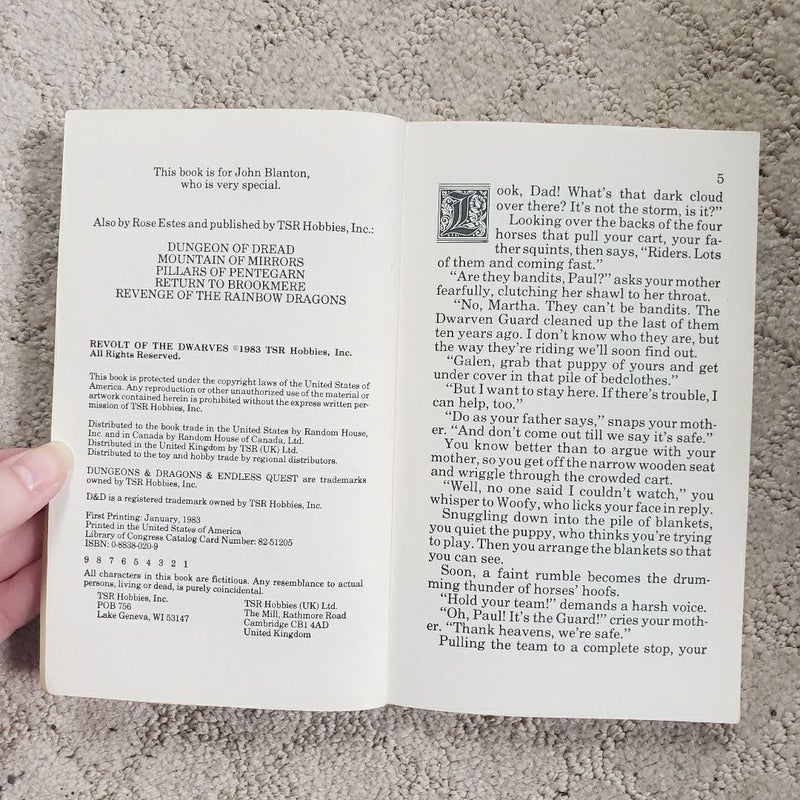 This book is for John Blanton,
who is very special.
Also by Rose Estes and published by TSR Hobbies, Inc.:
DUNGEON OF DREAD
MOUNTAIN OF MIRRORS
PILLARS OF PENTEGARN
RETURN TO BROOKMERE
REVENGE OF THE RAINBOW DRAGONS
REVOLT OF THE DWARVES ©1983 TSR Hobbies, Inc.
All Rights Reserved.
This book is protected under the copyright laws of the United States of
America. Any reproduction or other unauthorized use of the material or
artwork contained herein is prohibited without the express written per-
mission of TSR Hobbies, Inc.
Distributed to the book trade in the United States by Random House,
Inc. and in Canada by Random House of Canada, Ltd.
Distributed in the United Kingdom by TSR (UK) Ltd.
Distributed to the toy and hobby trade by regional distributors.
DUNGEONS & DRAGONS & ENDLESS QUEST are trademarks
owned by TSR Hobbies, Inc.
D&D is a registered trademark owned by TSR Hobbies, Inc.
First Printing: January, 1983
Printed in the United States of America
Library of Congress Catalog Card Number: 82-51205
ISBN: 0-8838-020-9
9 8 7 6 5 4 3 2 1
All characters in this book are fictitious. Any resemblance to actual
persons, living or dead, is purely coincidental.
TSR Hobbies, Inc.
POB 756
Lake Geneva, WI 53147
TSR Hobbies (UK) Ltd.
The Mill, Rathmore Road
Cambridge CB1 4AD
United Kingdom
5
Look, Dad! What's that dark cloud
over there? It's not the storm, is it?"
Looking over the backs of the four
horses that pull your cart, your fa-
ther squints, then says, "Riders. Lots
of them and coming fast."
"Are they bandits, Paul?" asks your mother
fearfully, clutching her shawl to her throat.
"No, Martha. They can't be bandits. The
Dwarven Guard cleaned up the last of them
ten years ago. I don't know who they are, but
the way they're riding we'll soon find out.
"Galen, grab that puppy of yours and get
under cover in that pile of bedclothes."
"But I want to stay here. If there's trouble, I
can help, too."
"Do as your father says," snaps your moth-
er. "And don't come out till we say it's safe."
You know better than to argue with your
mother, so you get off the narrow wooden seat
and wriggle through the crowded cart.
"Well, no one said I couldn't watch," you
whisper to Woofy, who licks your face in reply.
Snuggling down into the pile of blankets,
you quiet the puppy, who thinks you're trying
to play. Then you arrange the blankets so that
you can see.
Soon, a faint rumble becomes the drum-
ming thunder of horses' hoofs.
"Hold your team!" demands a harsh voice.
"Oh, Paul! It's the Guard!" cries your moth-
er. "Thank heavens, we're safe."
Pulling the team to a complete stop, your